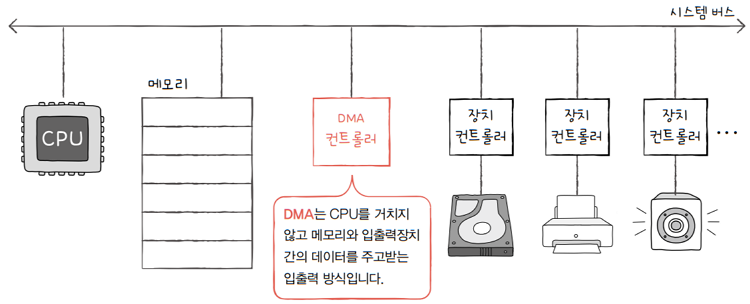 시스템 버스
메모리
CPU
DMA
컨트롤러
장치
컨트롤러
장치
컨트롤러
장치
컨트롤러
...
DMA는 CPU를 거치지
않고 메모리와 입출력장치
간의 데이터를 주고받는
입출력 방식입니다.